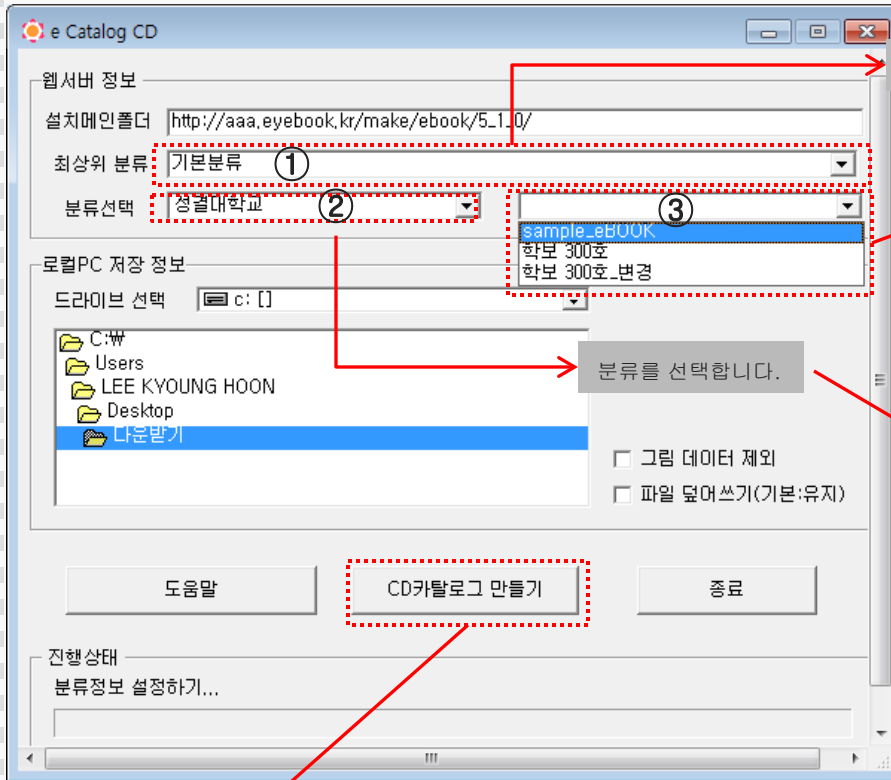 e Catalog CD
웹서버 정보
설치메인폴더 http://aaa.eyebook.kr/make/ebook/5_1_0/
최상위 분류 기본분류 ①
분류선택 성결대학교 ② ③
sample_eBOOK
학보 300호
학보 300호_변경
로컬PC 저장 정보
드라이브 선택 c: []
C:₩
Users
LEE KYOUNG HOON
Desktop
다운받기
분류를 선택합니다.
그림 데이터 제외
파일 덮어쓰기(기본:유지)
도움말 CD카탈로그 만들기 종료
진행상태
분류정보 설정하기...